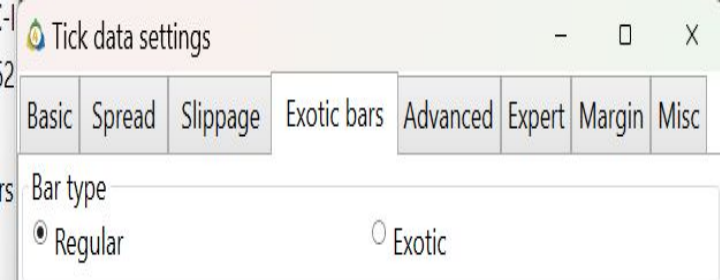 Tick data settings
Basic Spread Slippage Exotic bars Advanced Expert Margin Misc
Bar type
Regular Exotic